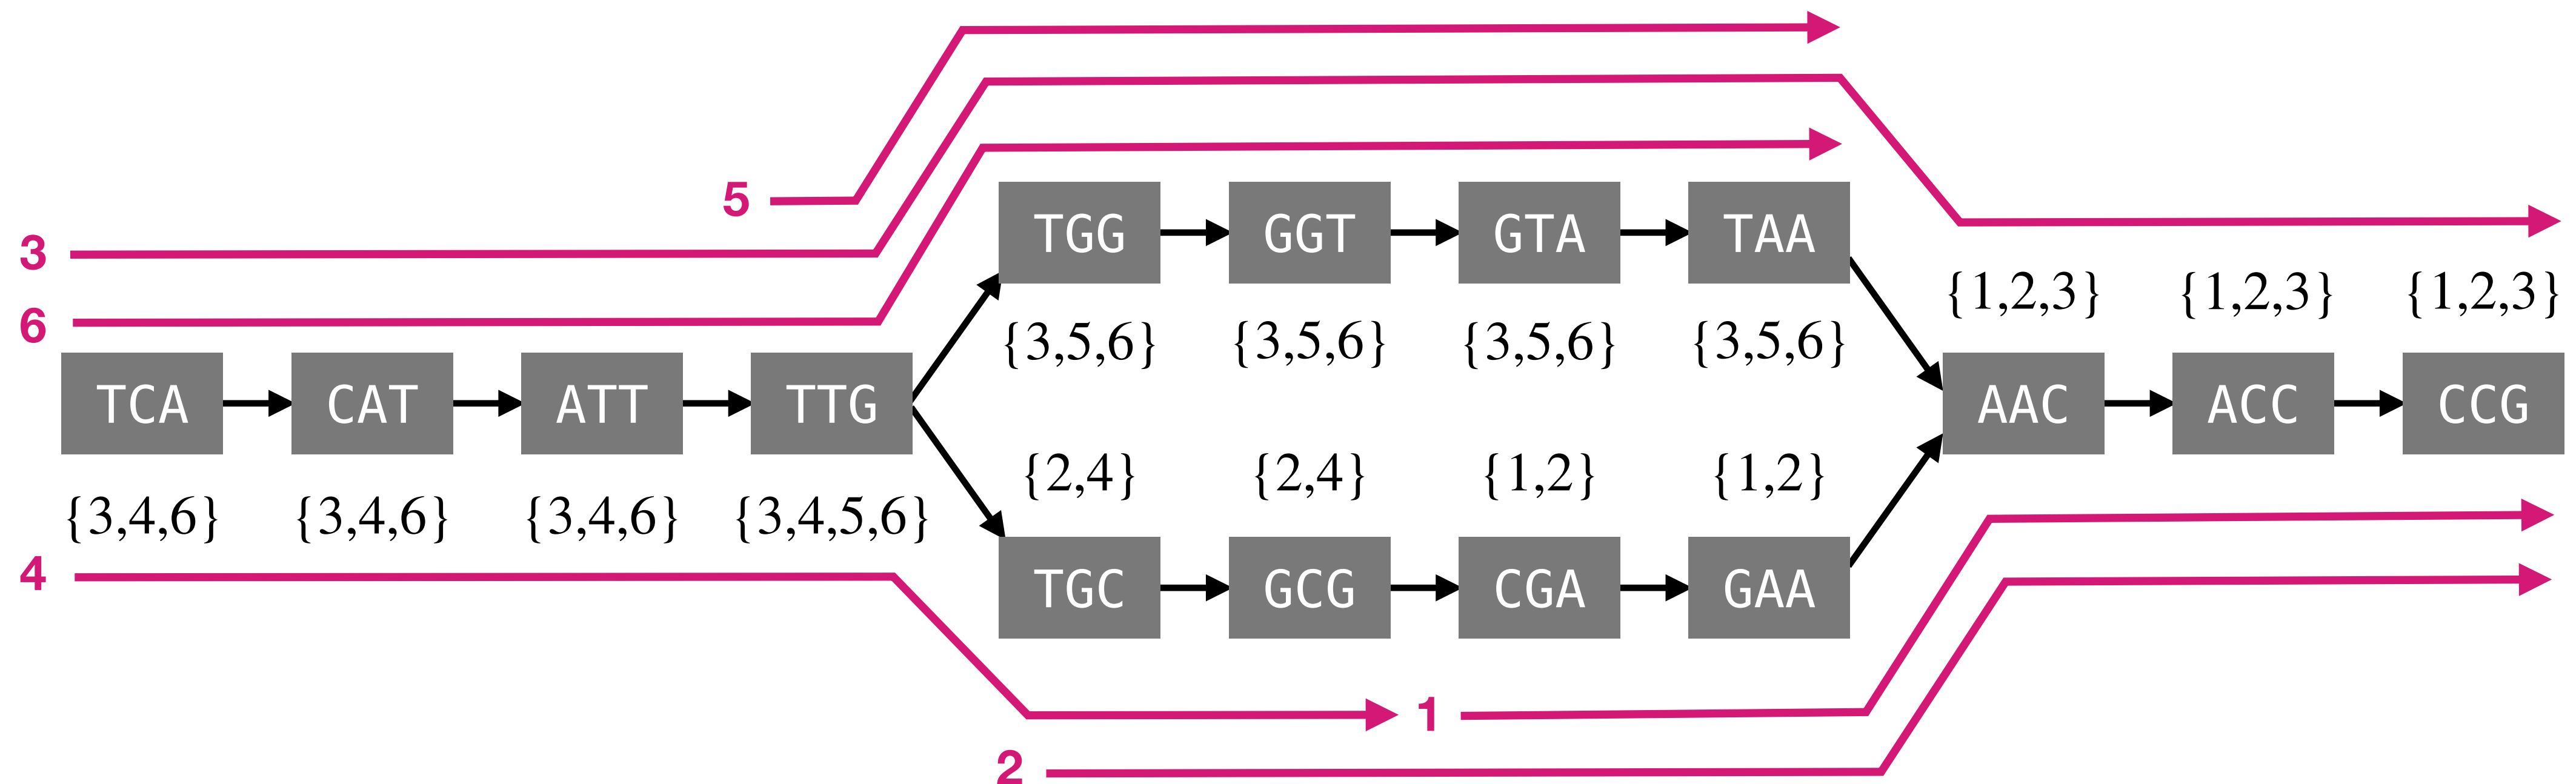 5
3
6
TGG GGT GTA TAA
{1,2,3} {1,2,3} {1,2,3}
{3,5,6} {3,5,6} {3,5,6} {3,5,6}
TCA CAT ATT TTG AAC ACC CCG
{2,4} {2,4} {1,2} {1,2}
{3,4,6} {3,4,6} {3,4,6} {3,4,5,6}
4
TGC GCG CGA GAA
1
2